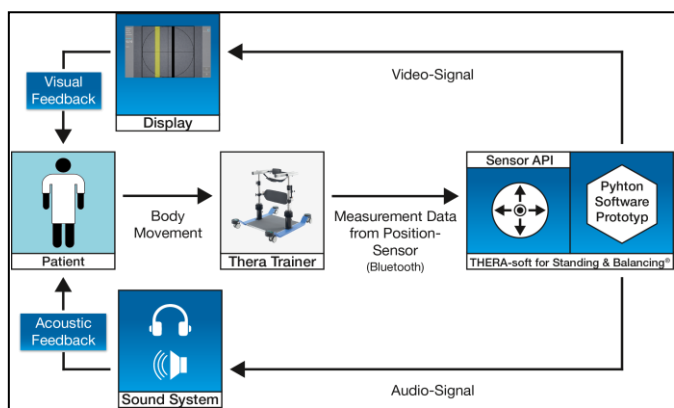 Visual
Feedback
Display
Video-Signal
Patient
Body
Movement
Thera Trainer
Measurement Data
from Position-
Sensor
(Bluetooth)
Sensor API
Pyhton
Software
Prototyp
THERA-soft for Standing & Balancing®
Acoustic
Feedback
Sound System
Audio-Signal